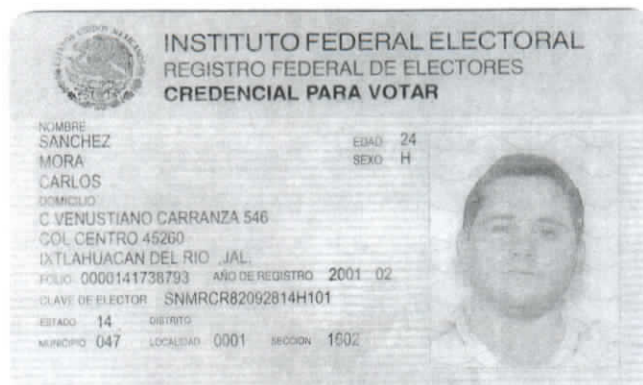 INSTITUTO FEDERAL ELECTORAL
REGISTRO FEDERAL DE ELECTORES
CREDENCIAL PARA VOTAR
NOMBRE
SANCHEZ EDAD 24
MORA SEXO H
CARLOS
DOMICILIO
C VENUSTIANO CARRANZA 546
COL CENTRO 45260
IXTLAHUACAN DEL RIO ,JAL.
FOLIO 0000141738793 AÑO DE REGISTRO 2001 02
CLAVE DE ELECTOR SNMRCR82092814H101
ESTADO 14 DISTRITO
MUNICIPIO 047 LOCALIDAD 0001 SECCION 1602